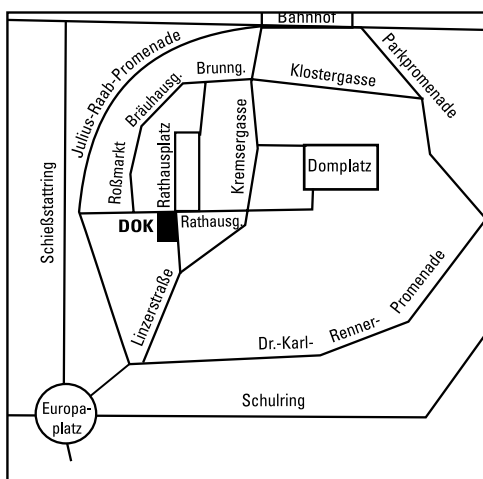 Bahnhof
Julius-Raab-Promenade
Parkpromenade
Brunng.
Klostergasse
Bräuhausg.
Roßmarkt
Rathausplatz
Kremsergasse
Domplatz
Schießstattring
DOK
Rathausg.
Linzerstraße
Dr.-Karl-
Renner-
Promenade
Schulring
Europa-
platz